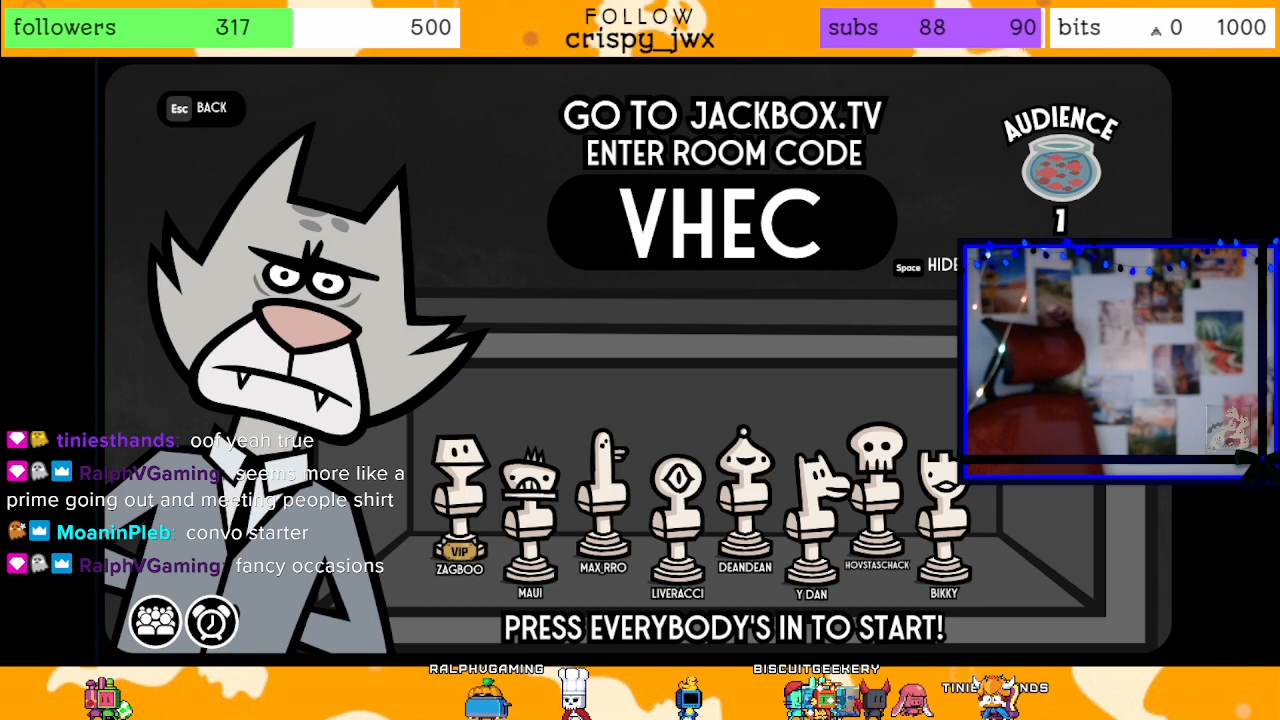 followers 317 500
FOLLOW
crispy_jwx
subs 88 90
bits 0 1000
Esc BACK
GO TO JACKBOX.TV
ENTER ROOM CODE
VHEC
AUDIENCE
1
Space HIDE
tiniesthands: oof yeah true
RalphVGaming: seems more like a
prime going out and meeting people shirt
MoaninPleb: convo starter
RalphVGaming: fancy occasions
VIP
ZAGBOO
MAUI
MAX,RRO
LIVERACCI
DEANDEAN
Y DAN
HOVSTASCHACK
BIKKY
PRESS EVERYBODY'S IN TO START!
RALPHVGAMING
BISCUITGEEKERY